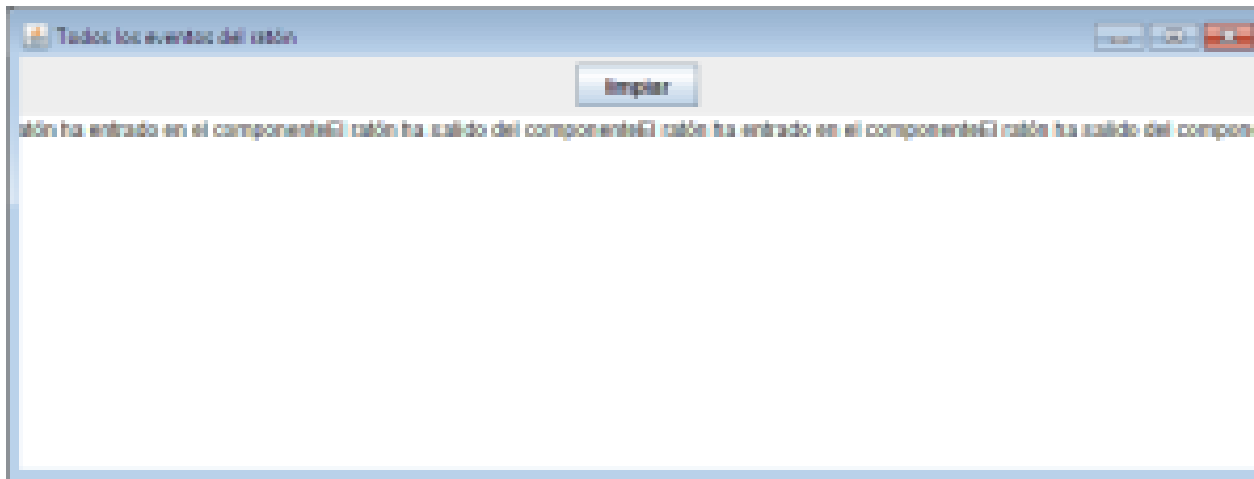 Todos los eventos del ratón
limpiar
atón ha entrado en el componenteEl ratón ha salido del componenteEl ratón ha entrado en el componenteEl ratón ha salido del compone